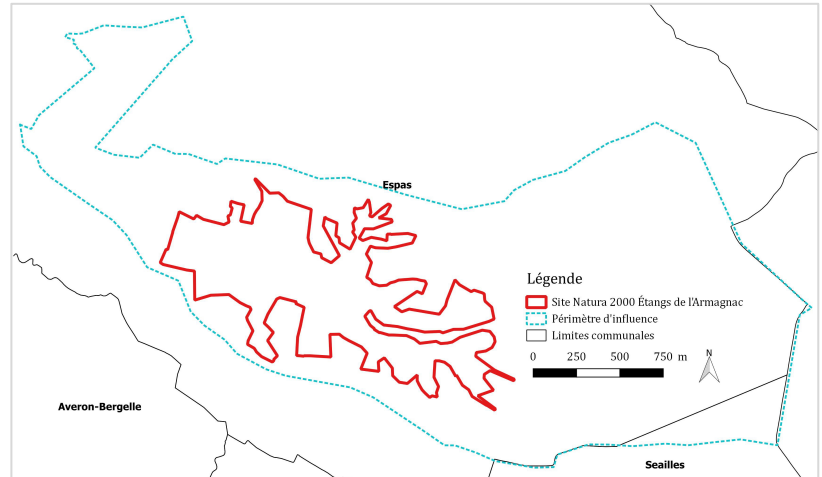 Espas
Légende
Site Natura 2000 Étangs de l'Armagnac
Périmètre d'influence
Limites communales
0 250 500 750 m
N
Averon-Bergelle
Seailles